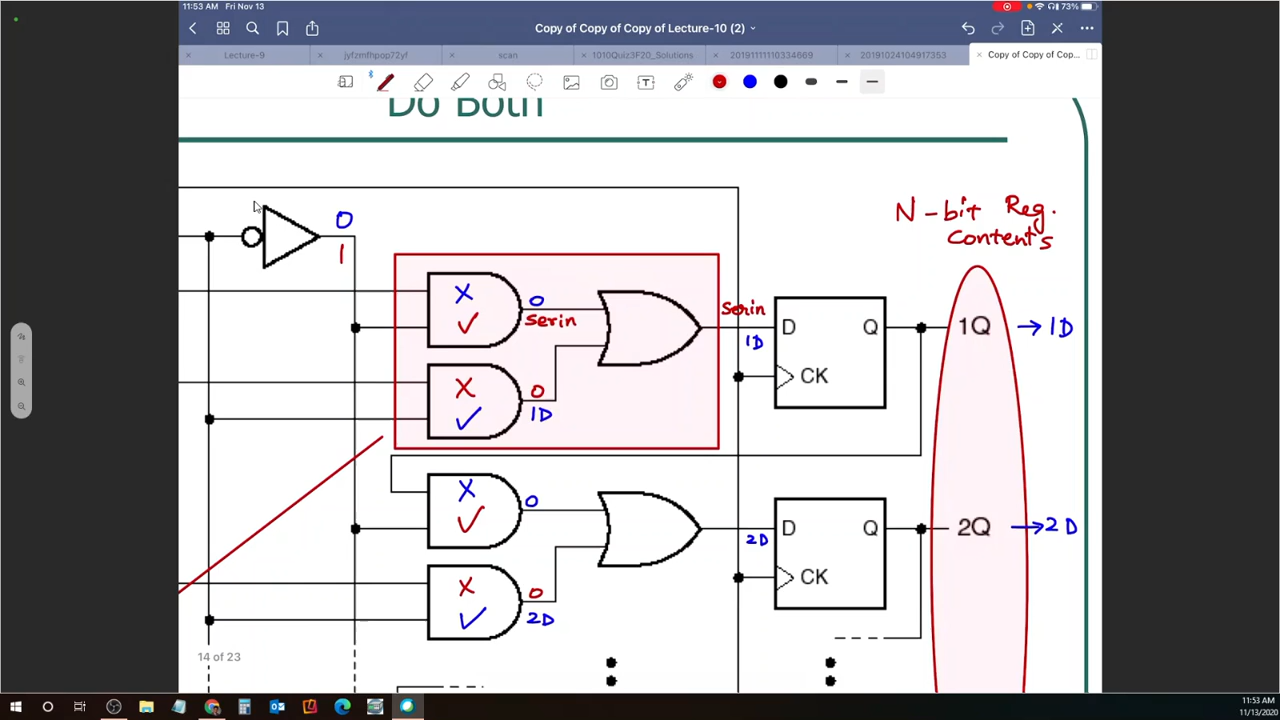 11:53 AM Fri Nov 13
73%
Copy of Copy of Copy of Lecture-10 (2)
Lecture-9
jyfzmfhpop72yf
scan
1010Quiz3F20_Solutions
2019111110334669
20191024104917353
Copy of Copy of Cop...
Do Both
N-bit Reg.
Contents
0
1
X
✓
0
serin
serin
1D
D
Q
CK
1Q
→1D
X
✓
0
1D
X
✓
0
2D
D
Q
CK
2Q
→2D
X
✓
0
2D
14 of 23
11:53 AM
11/13/2020